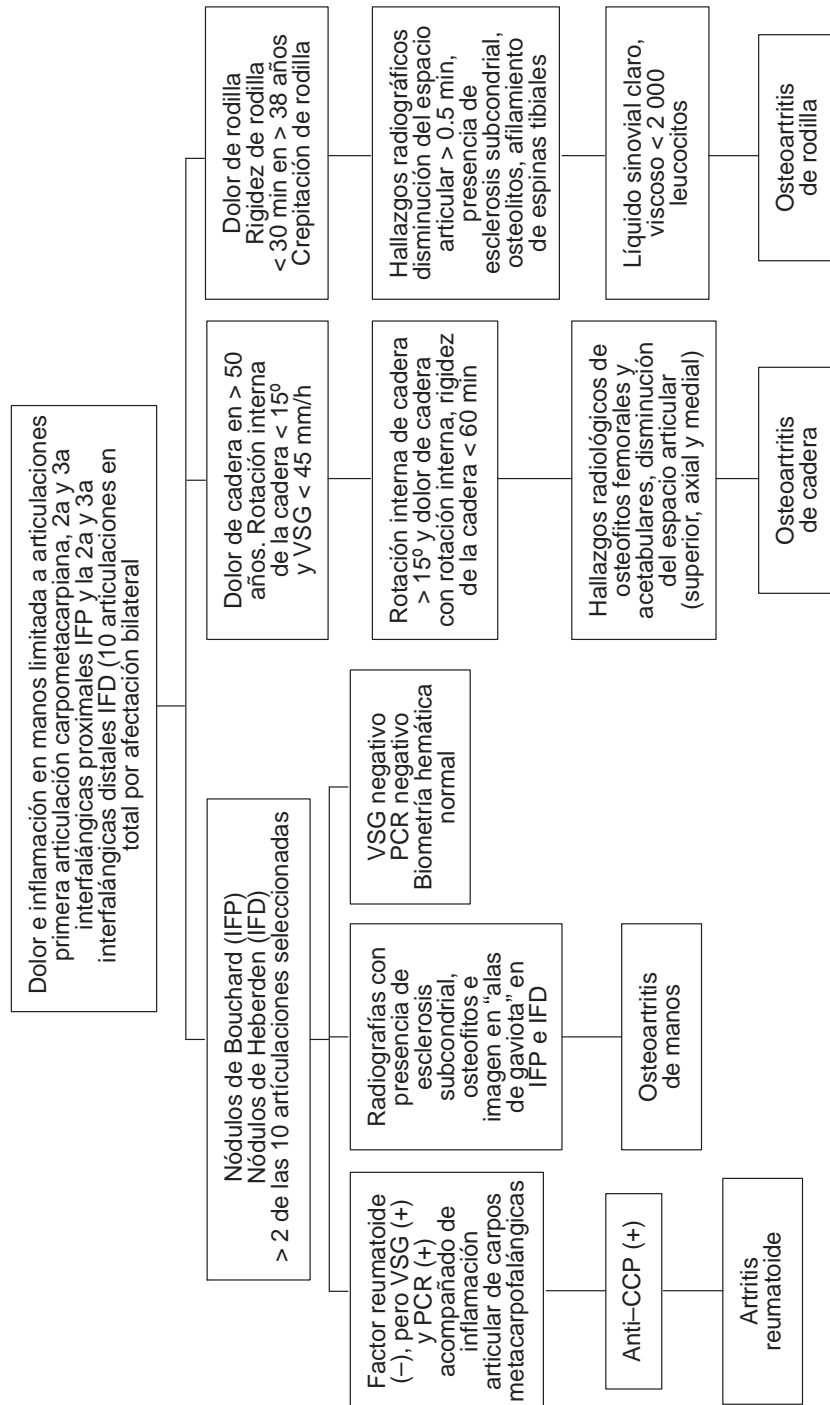 Dolor e inflamación en manos limitada a articulaciones
primera articulación carpometacarpiana, 2a y 3a
interfalángicas proximales IFP y la 2a y 3a
interfalángicas distales IFD (10 articulaciones en
total por afectación bilateral
Nódulos de Bouchard (IFP)
Nódulos de Heberden (IFD)
> 2 de las 10 artículaciones seleccionadas
Factor reumatoide
(–), pero VSG (+)
y PCR (+)
acompañado de
inflamación
articular de carpos
metacarpofalángicas
Anti–CCP (+)
Artritis
reumatoide
Radiografías con
presencia de
esclerosis
subcondrial,
osteofitos e
imagen en “alas
de gaviota” en
IFP e IFD
Osteoartritis
de manos
VSG negativo
PCR negativo
Biometría hemática
normal
Dolor de cadera en > 50
años. Rotación interna
de la cadera < 15º
y VSG < 45 mm/h
Rotación interna de cadera
> 15º y dolor de cadera
con rotación interna, rigidez
de la cadera < 60 min
Hallazgos radiológicos de
osteofitos femorales y
acetabulares, disminución
del espacio articular
(superior, axial y medial)
Osteoartritis
de cadera
Dolor de rodilla
Rigidez de rodilla
< 30 min en > 38 años
Crepitación de rodilla
Hallazgos radiográficos
disminución del espacio
articular > 0.5 min,
presencia de
esclerosis subcondrial,
osteolitos, afilamiento
de espinas tibiales
Líquido sinovial claro,
viscoso < 2 000
leucocitos
Osteoartritis
de rodilla